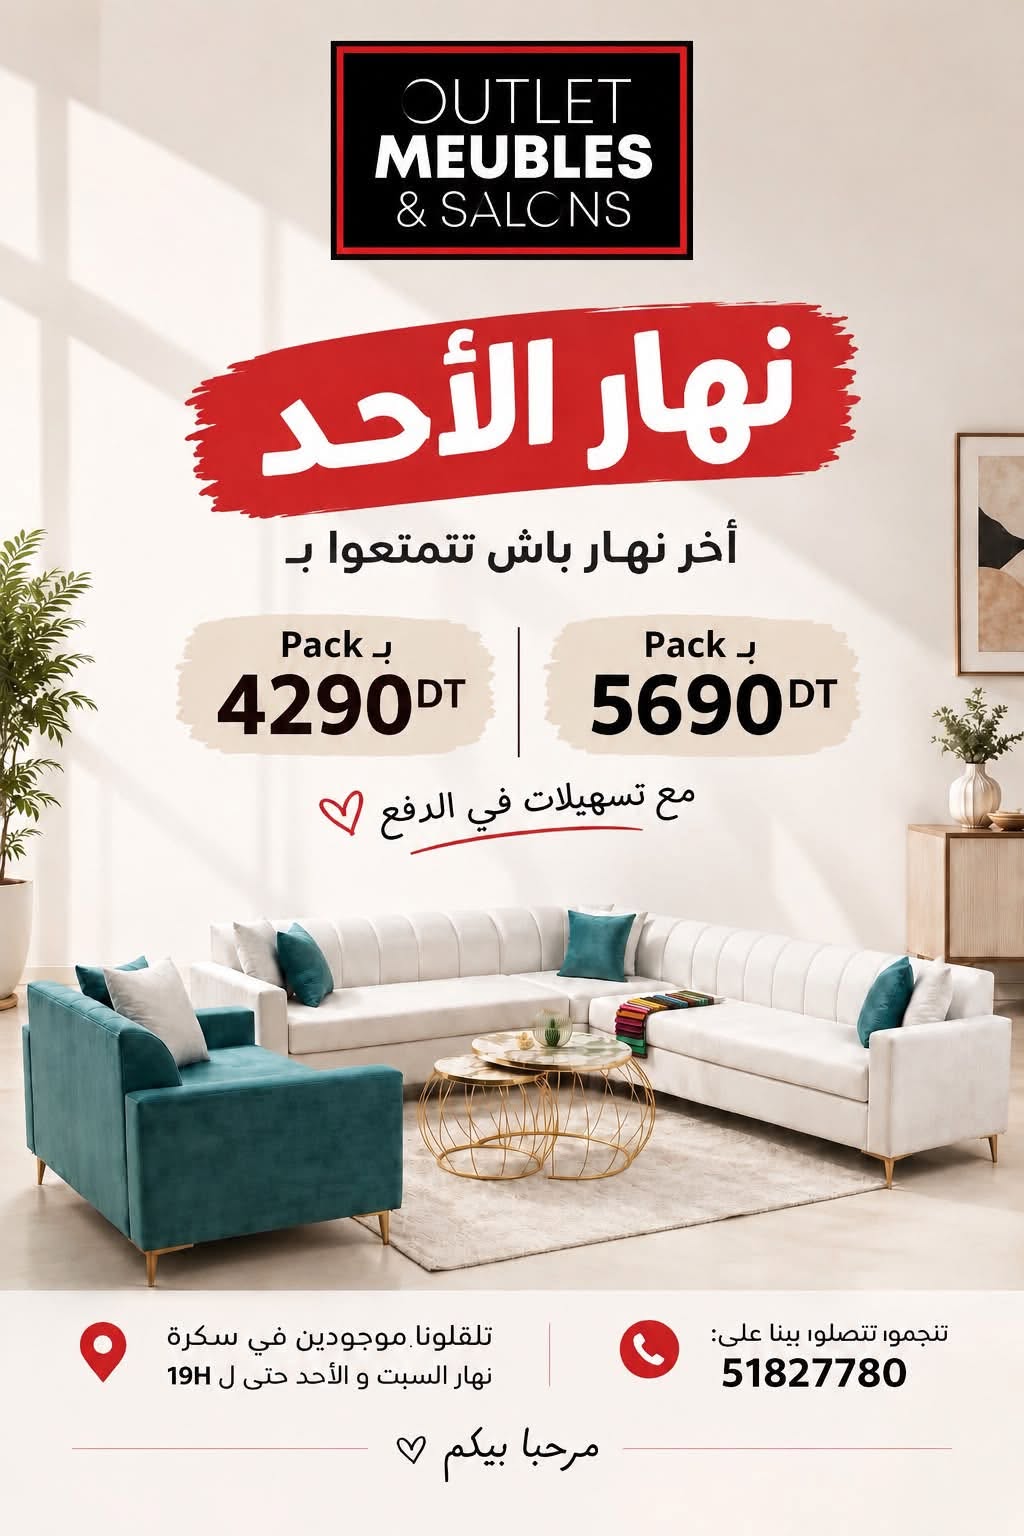 OUTLET
MEUBLES
& SALONS
نهار الأحد
أخر نهار باش تتمتعوا بـ
Pack بـ
5690DT
Pack بـ
4290DT
مع تسهيلات في الدفع
تنجموا تتصلوا بينا على:
51827780
تلقلونا.موجودين في سكرة
نهار السبت و الأحد حتى ل 19H
مرحبا بيكم